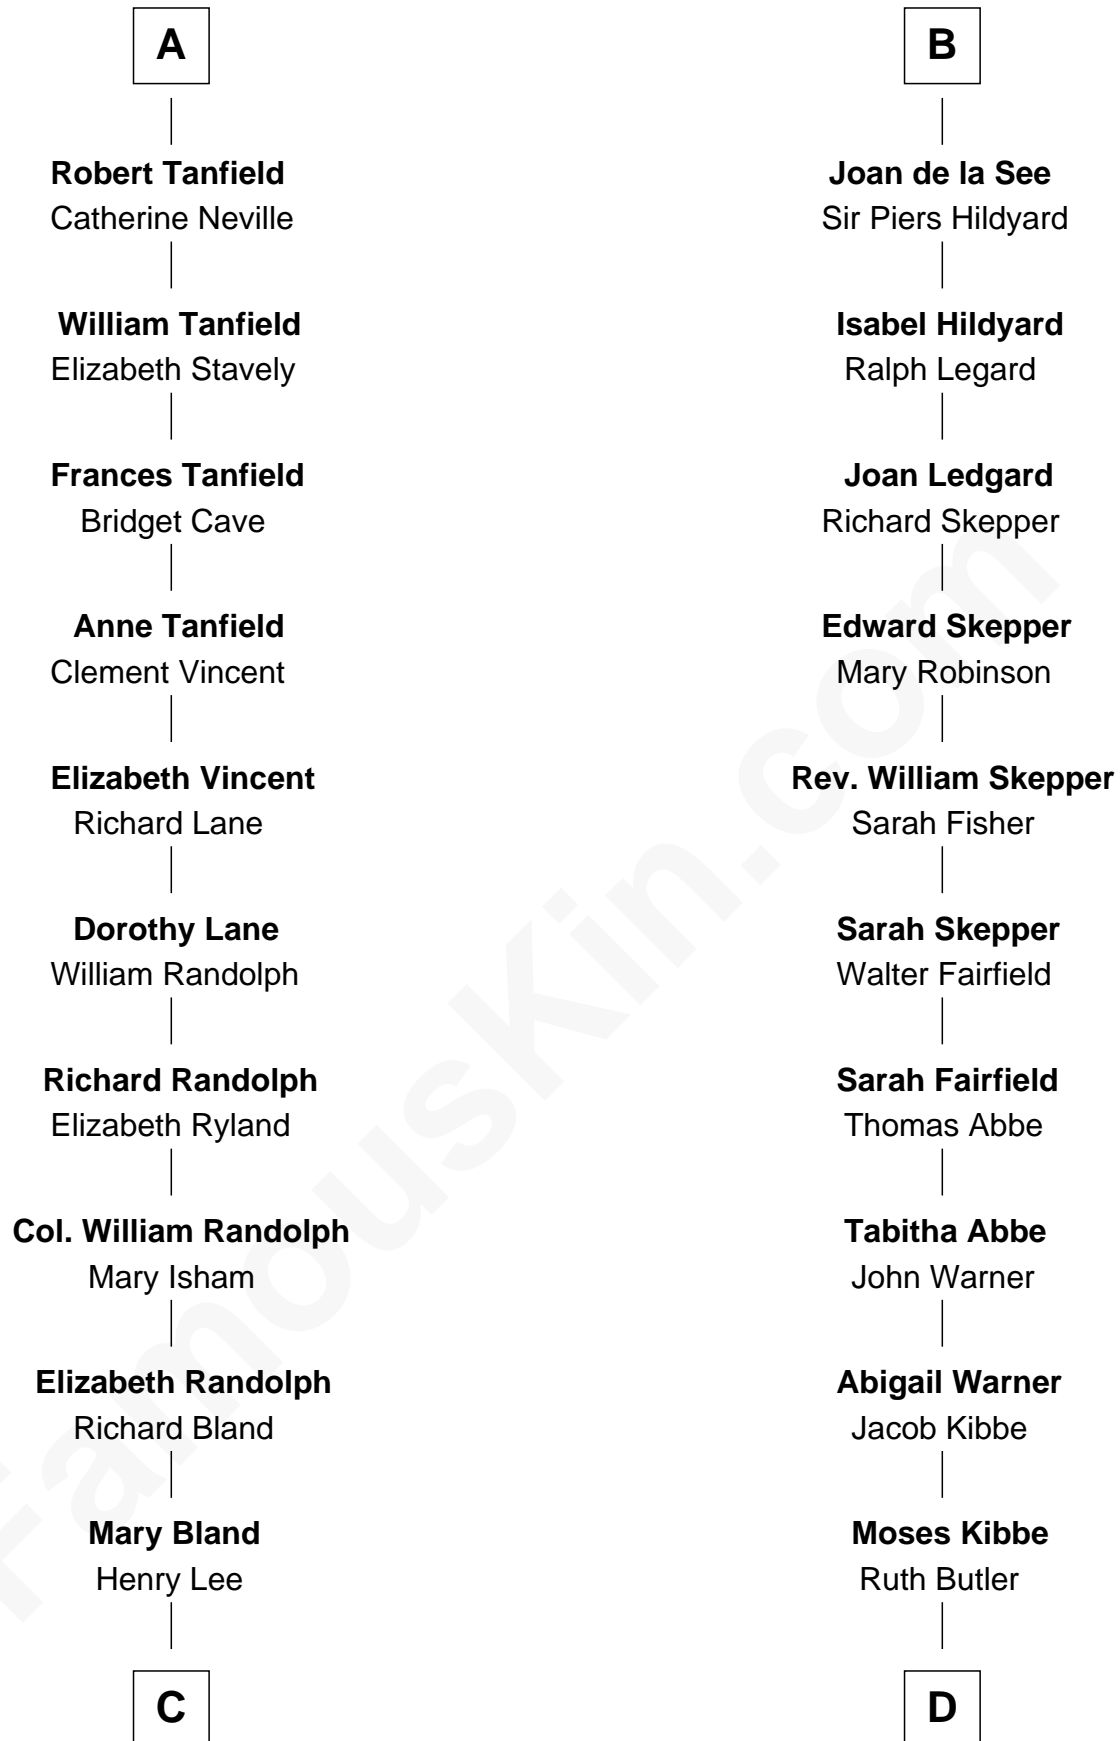 A
Robert Tanfield
Catherine Neville
William Tanfield
Elizabeth Stavely
Frances Tanfield
Bridget Cave
Anne Tanfield
Clement Vincent
Elizabeth Vincent
Richard Lane
Dorothy Lane
William Randolph
Richard Randolph
Elizabeth Ryland
Col. William Randolph
Mary Isham
Elizabeth Randolph
Richard Bland
Mary Bland
Henry Lee
C
B
Joan de la See
Sir Piers Hildyard
Isabel Hildyard
Ralph Legard
Joan Ledgard
Richard Skepper
Edward Skepper
Mary Robinson
Rev. William Skepper
Sarah Fisher
Sarah Skepper
Walter Fairfield
Sarah Fairfield
Thomas Abbe
Tabitha Abbe
John Warner
Abigail Warner
Jacob Kibbe
Moses Kibbe
Ruth Butler
D
FamousKin.com